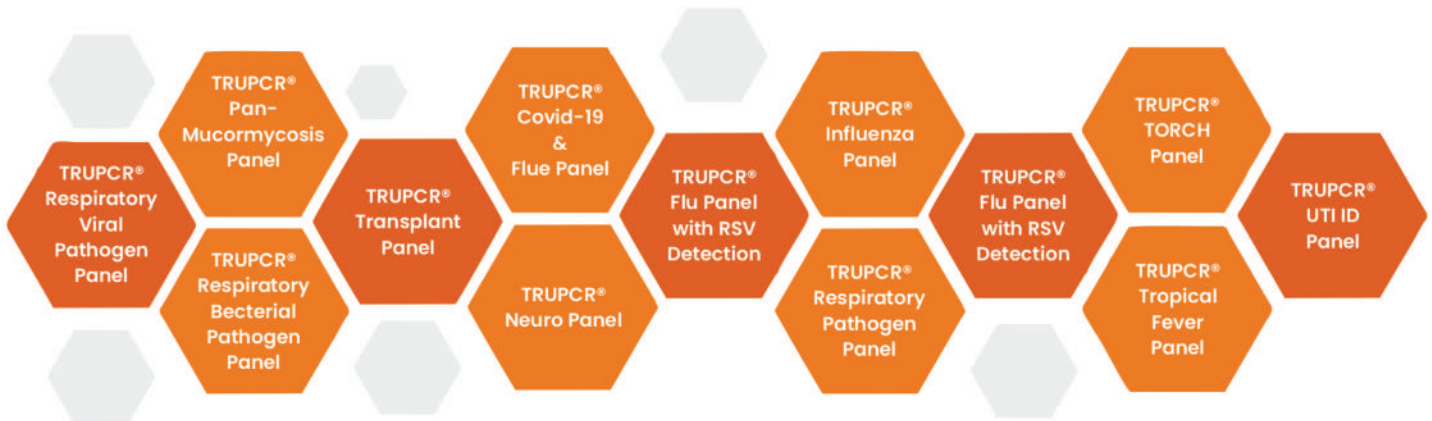 TRUPCR®
Respiratory
Viral
Pathogen
Panel
TRUPCR®
Pan-
Mucormycosis
Panel
TRUPCR®
Respiratory
Becterial
Pathogen
Panel
TRUPCR®
Transplant
Panel
TRUPCR®
Covid-19
&
Flue Panel
TRUPCR®
Neuro Panel
TRUPCR®
Flu Panel
with RSV
Detection
TRUPCR®
Influenza
Panel
TRUPCR®
Respiratory
Pathogen
Panel
TRUPCR®
Flu Panel
with RSV
Detection
TRUPCR®
TORCH
Panel
TRUPCR®
Tropical
Fever
Panel
TRUPCR®
UTI ID
Panel